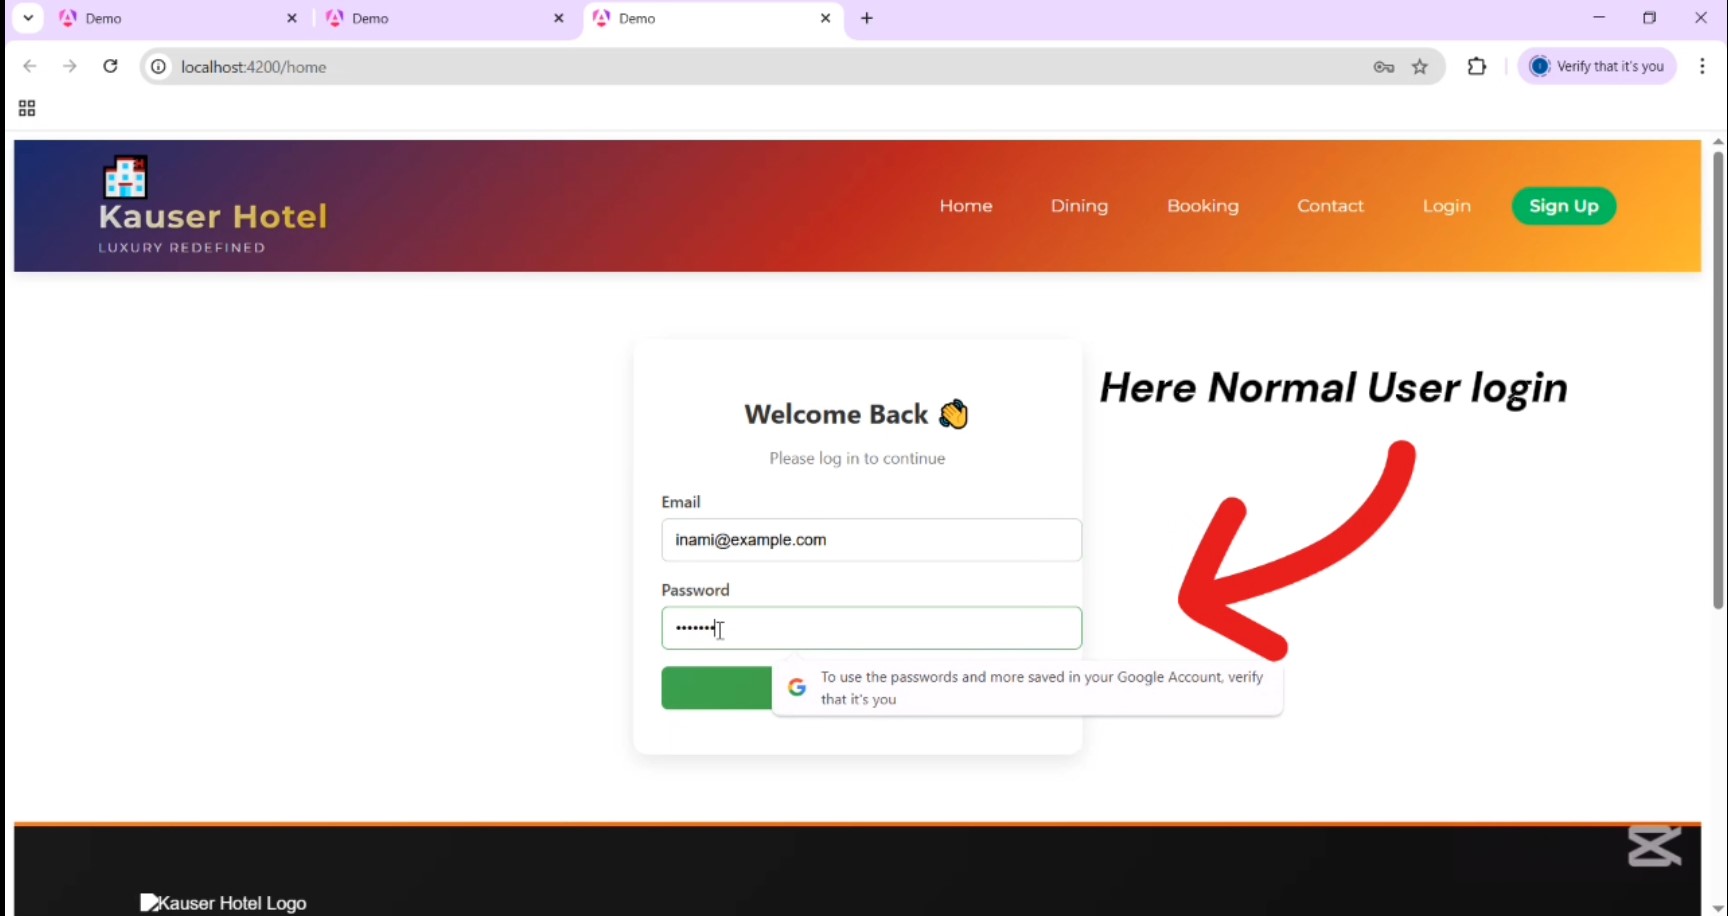 Demo
Demo
Demo
localhost:4200/home
Verify that it's you
Kauser Hotel
LUXURY REDEFINED
Home
Dining
Booking
Contact
Login
Sign Up
Welcome Back 👋
Please log in to continue
Email
inami@example.com
Password
•••••••
To use the passwords and more saved in your Google Account, verify
that it's you
Here Normal User login
Kauser Hotel Logo